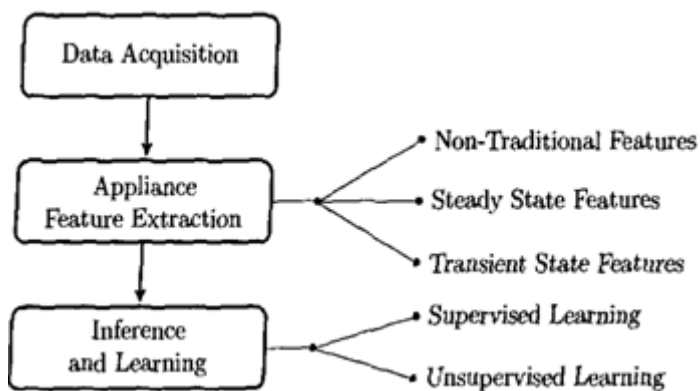 Data Acquisition
Non-Traditional Features
Appliance
Feature Extraction
Steady State Features
Transient State Features
Inference
and Learning
Supervised Learning
Unsupervised Learning